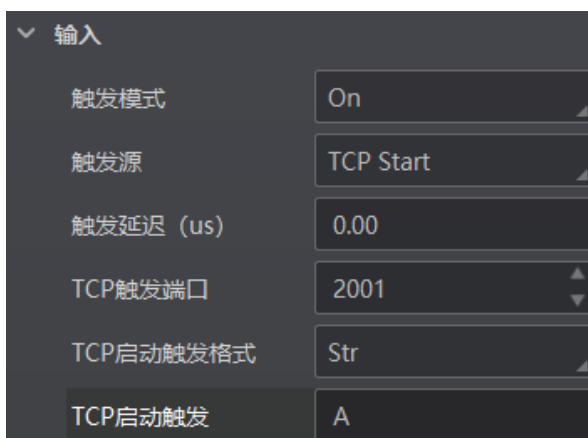 输入
触发模式 On
触发源 TCP Start
触发延迟（us） 0.00
TCP触发端口 2001
TCP启动触发格式 Str
TCP启动触发 A